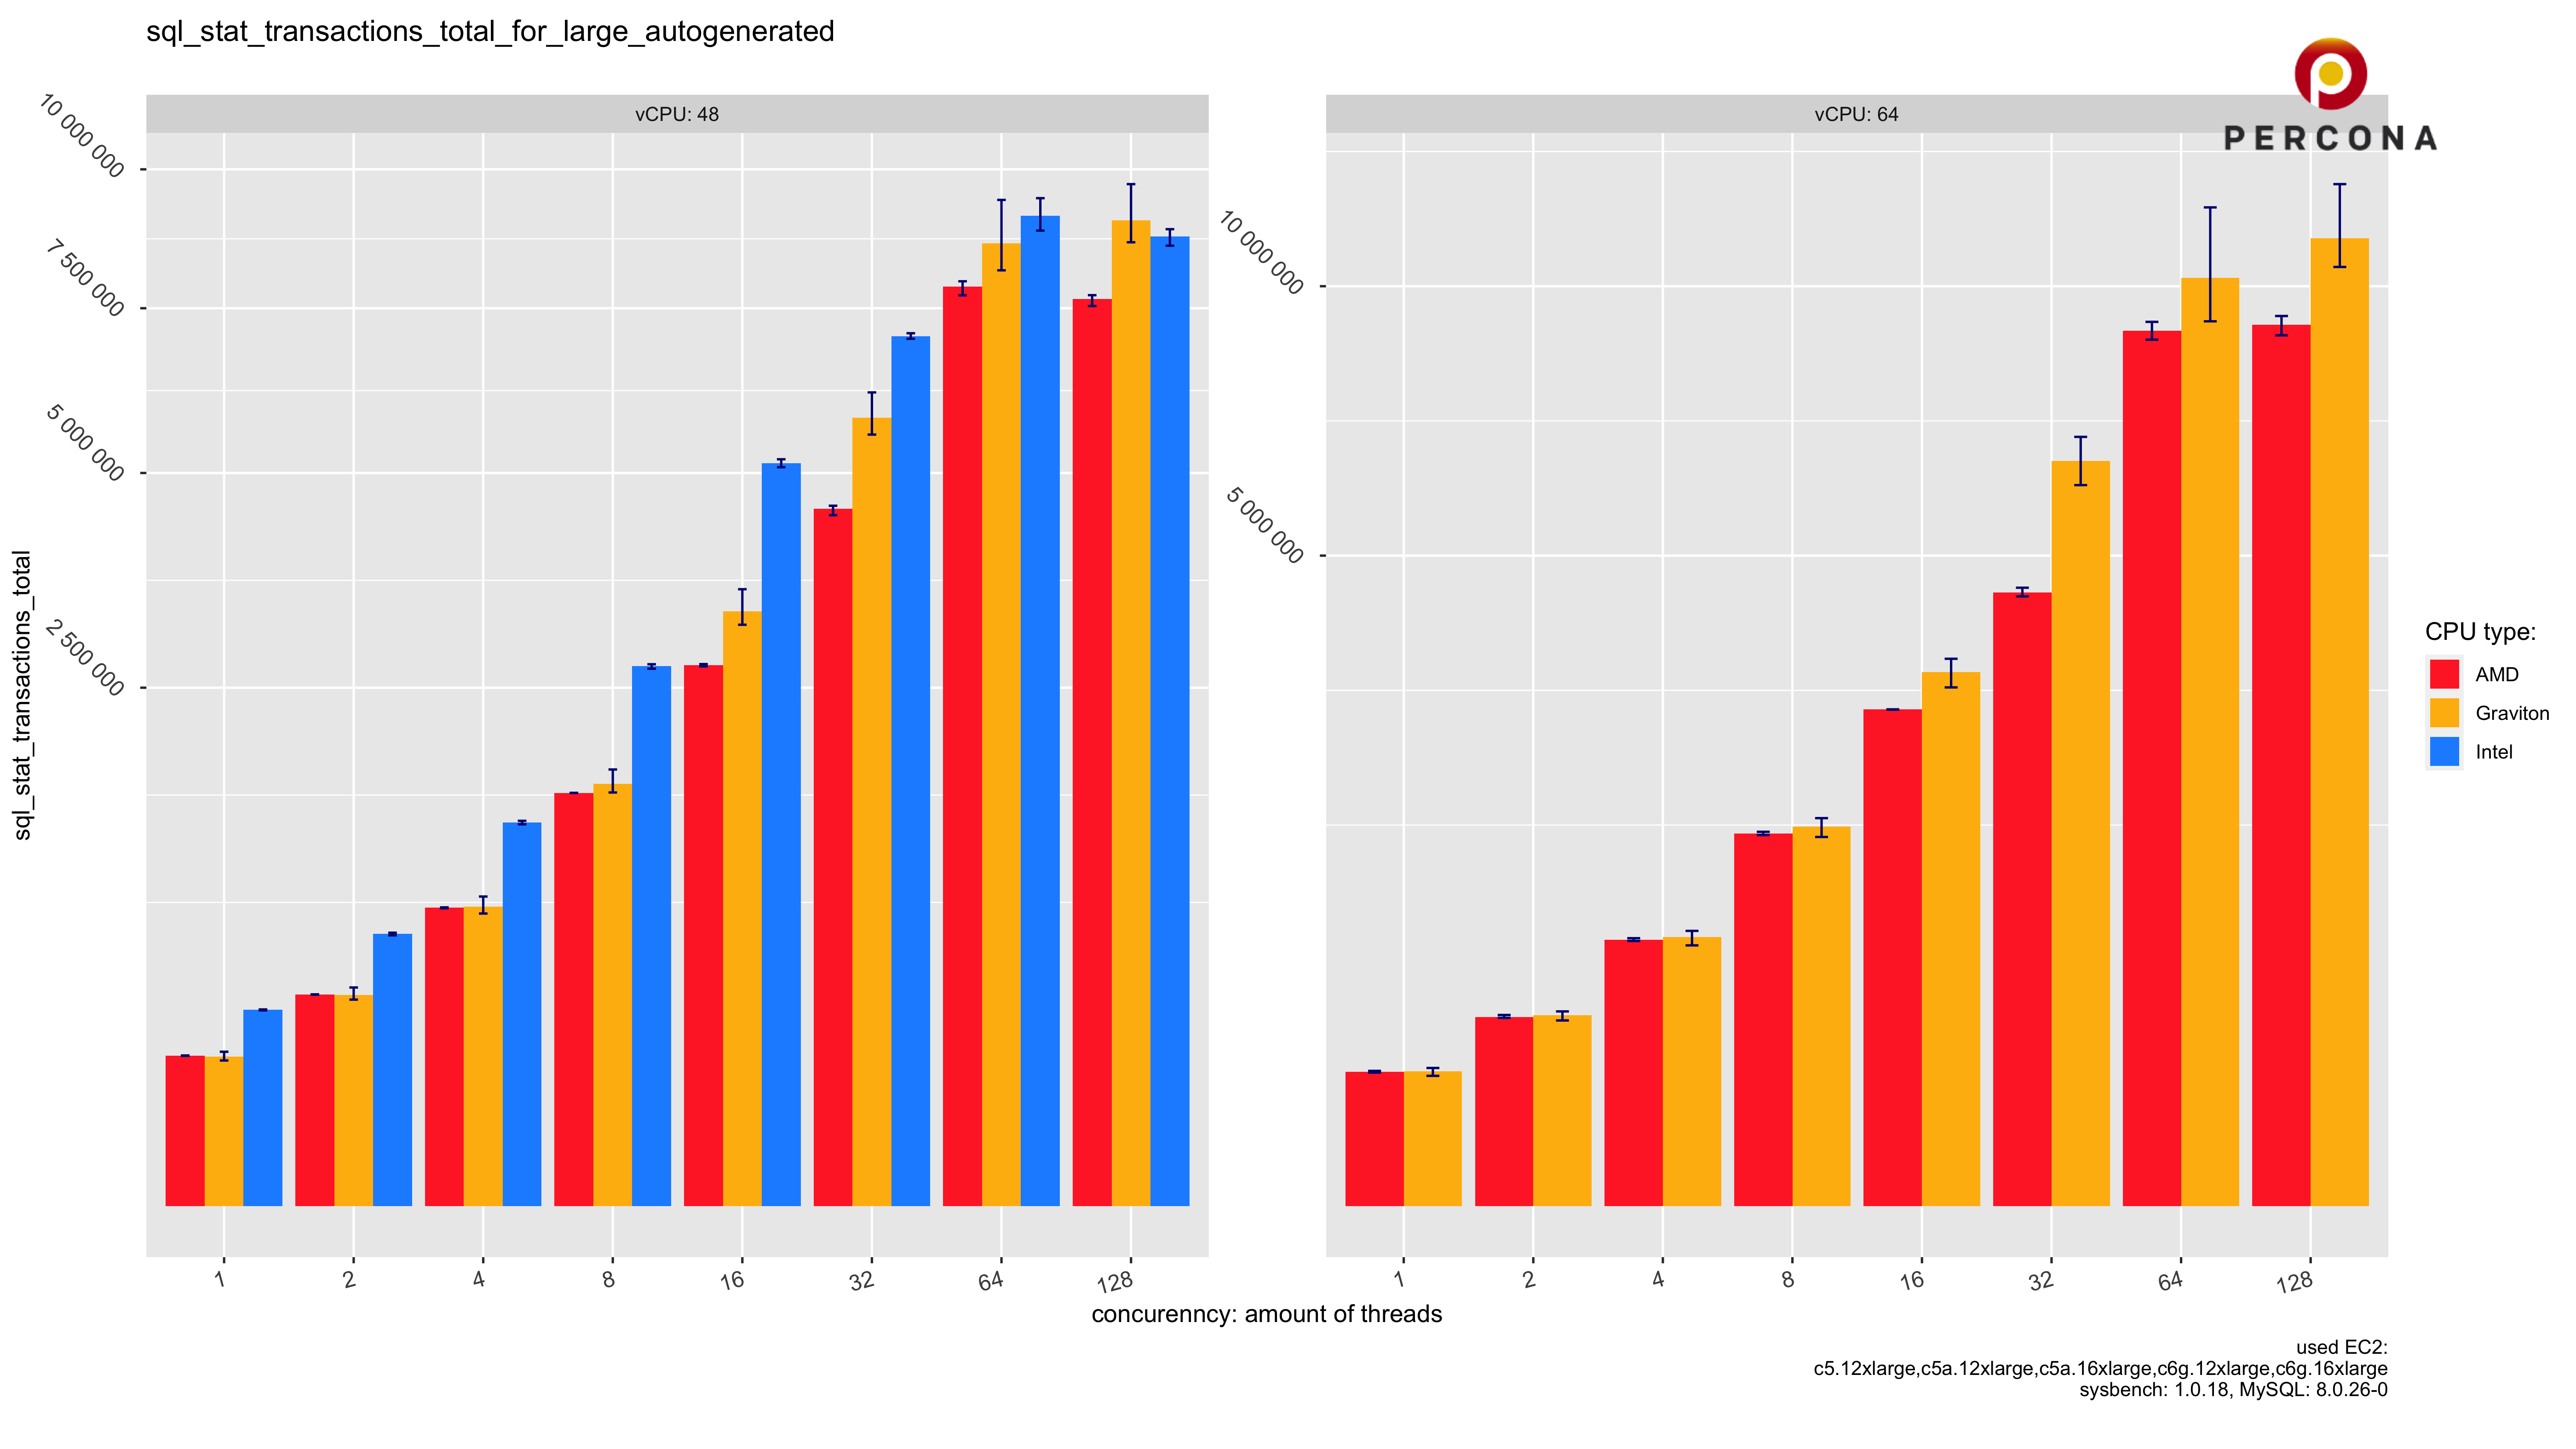 sql_stat_transactions_total_for_large_autogenerated
PERCONA
vCPU: 48
vCPU: 64
sql_stat_transactions_total
10 000 000
7 500 000
5 000 000
2 500 000
10 000 000
5 000 000
1 2 4 8 16 32 64 128
1 2 4 8 16 32 64 128
concurenncy: amount of threads
CPU type:
AMD
Graviton
Intel
used EC2:
c5.12xlarge,c5a.12xlarge,c5a.16xlarge,c6g.12xlarge,c6g.16xlarge
sysbench: 1.0.18, MySQL: 8.0.26-0